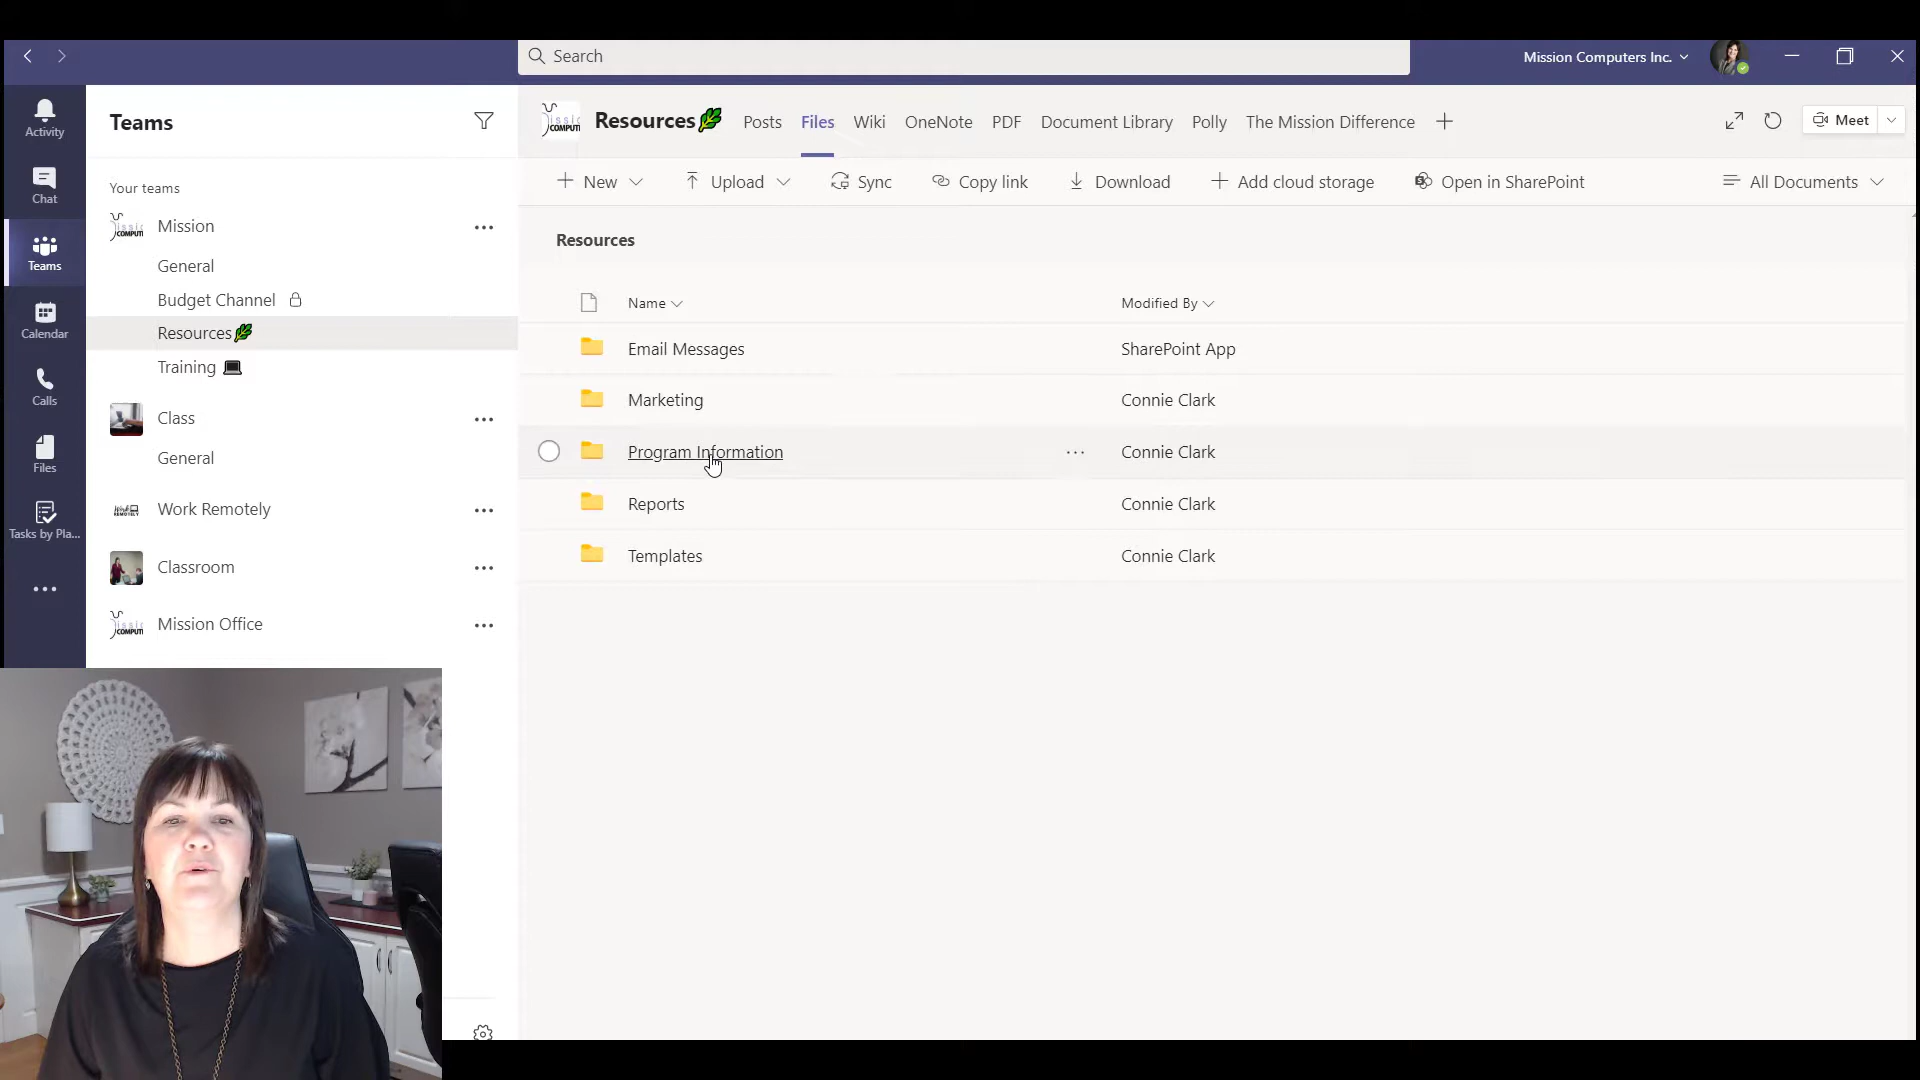 Search
Mission Computers Inc.
Activity
Chat
Teams
Calendar
Calls
Files
Tasks by Pla...
Teams
Your teams
Mission
General
Budget Channel
Resources
Training
Class
General
Work Remotely
Classroom
Mission Office
Resources Posts Files Wiki OneNote PDF Document Library Polly The Mission Difference
Meet
New Upload Sync Copy link Download Add cloud storage Open in SharePoint All Documents
Resources
Name Modified By
Email Messages SharePoint App
Marketing Connie Clark
Program Information Connie Clark
Reports Connie Clark
Templates Connie Clark